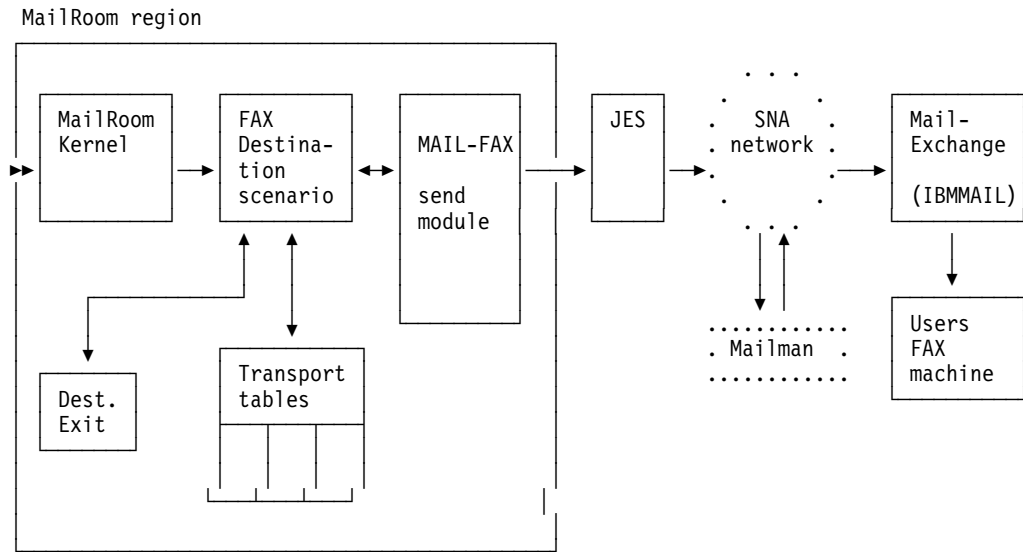 MailRoom region
MailRoom
Kernel
FAX
Destina-
tion
scenario
MAIL-FAX
send
module
JES
SNA
network
Mail-
Exchange
(IBMMAIL)
Dest.
Exit
Transport
tables
Mailman
Users
FAX
machine